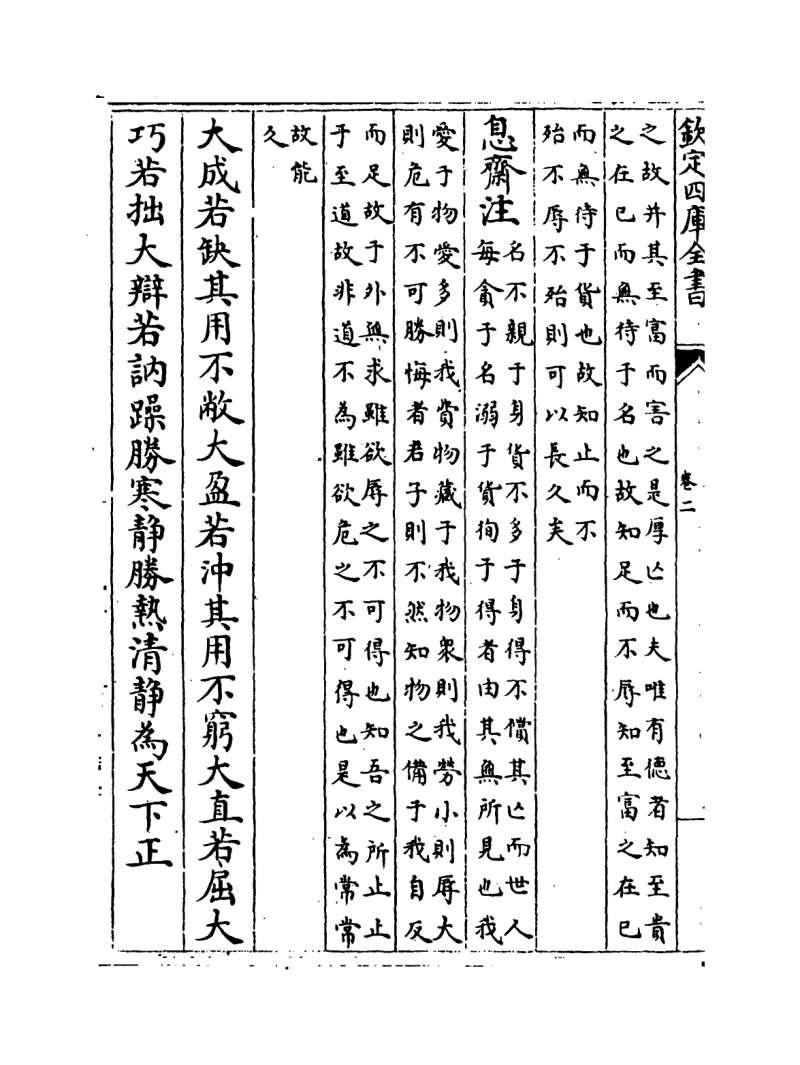 欽定四庫全書
卷二
之故并其至富而害之是厚亡也夫唯有德者知至貴
之在已而無待于名也故知足而不辱知至富之在已
而無待于貨也故知止而不
殆不辱不殆則可以長久矣
息齋注
名不親于身貨不多于身得不償其亡而世人
每貪于名溺于貨徇于得者由其無所見也我
愛于物愛多則我費物藏于我物衆則我勞小則辱大
則危有不可勝悔者君子則不然知物之備于我自反
而足故于外無求雖欲辱之不可得也知吾之所止止
于至道故非道不為雖欲危之不可得也是以為常常
故能
久
大成若缺其用不敝大盈若沖其用不窮大直若屈大
巧若拙大辯若訥躁勝寒靜勝熱清靜為天下正